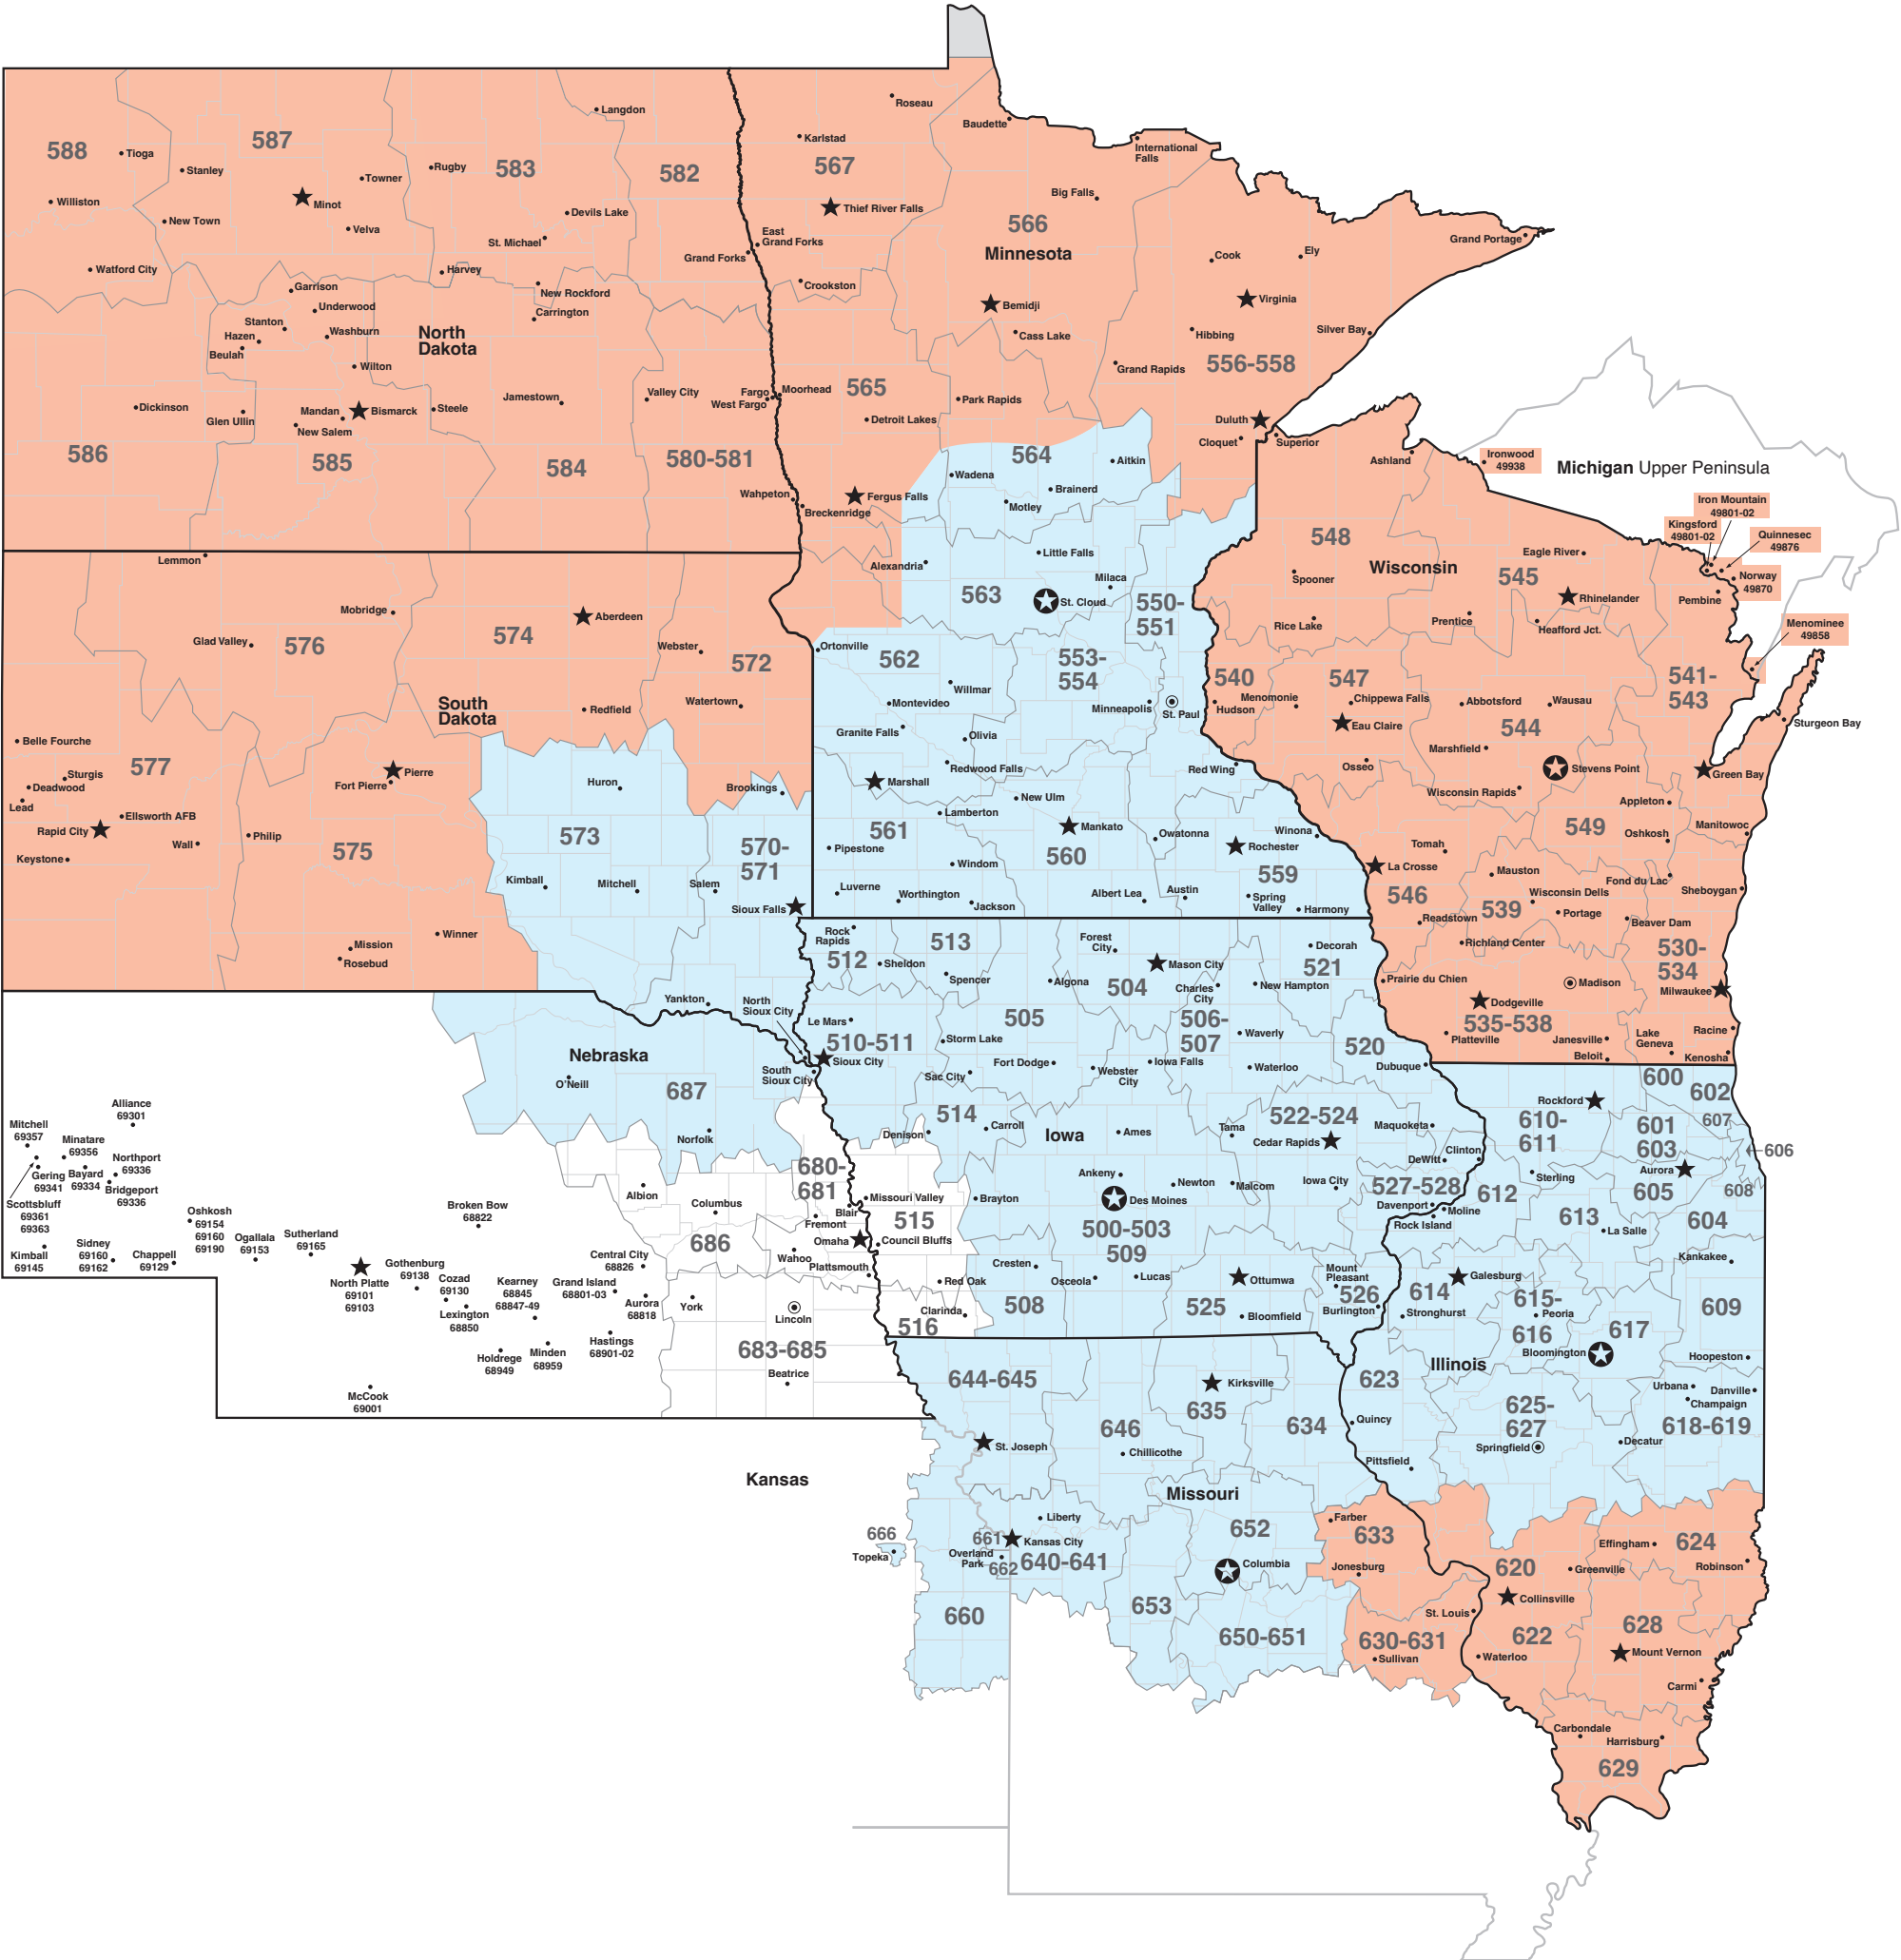 Roseau
Langdon
Baudette
Karlstad
International
Falls
588
587
Tioga
Stanley
Rugby
583
582
567
Towner
Big Falls
Williston
Minot
Thief River Falls
566
Devils Lake
New Town
Velva
East
Grand Forks
St. Michael
Grand Forks
Minnesota
Cook
Ely
Grand Portage
Watford City
Harvey
Garrison
New Rockford
Crookston
Underwood
Carrington
Bemidji
Virginia
Stanton
Hazen
Beulah
Washburn
North
Dakota
Cass Lake
Hibbing
Silver Bay
Wilton
Grand Rapids
556-558
Dickinson
Glen Ullin
Mandan
Bismarck
New Salem
Steele
Jamestown
Valley City
Fargo
West Fargo
Moorhead
565
Detroit Lakes
Park Rapids
Duluth
Cloquet
Superior
586
585
584
580-581
564
Aitkin
Wadena
Ashland
Ironwood
49938
Michigan Upper Peninsula
Wahpeton
Fergus Falls
Breckenridge
Brainerd
Motley
Iron Mountain
49801-02
Kingsford
49801-02
Quinnesec
49876
Norway
49870
Menominee
49858
Lemmon
Alexandria
Little Falls
Milaca
548
Wisconsin
Eagle River
545
Spooner
Rhinelander
Pembine
Mobridge
Aberdeen
563
St. Cloud
550-
551
Rice Lake
Prentice
Heafford Jct.
Glad Valley
576
574
Webster
572
Ortonville
562
553-
554
540
547
541-
543
South
Dakota
Redfield
Watertown
Willmar
Montevideo
Minneapolis
St. Paul
Hudson
Menomonie
Chippewa Falls
Abbotsford
Wausau
Eau Claire
544
Sturgeon Bay
Belle Fourche
577
Granite Falls
Olivia
Marshfield
Sturgis
Deadwood
Lead
Pierre
Fort Pierre
Huron
Brookings
Marshall
Redwood Falls
Red Wing
Osseo
Stevens Point
Green Bay
Ellsworth AFB
Rapid City
Wall
Philip
Keystone
575
573
570-
571
New Ulm
Lamberton
561
Mankato
Pipestone
Windom
560
Owatonna
Rochester
Winona
559
Wisconsin Rapids
Appleton
549
Oshkosh
Manitowoc
Tomah
La Crosse
Kimball
Mitchell
Salem
Sioux Falls
Luverne
Worthington
Jackson
Albert Lea
Austin
Spring
Valley
Harmony
546
Mauston
539
Wisconsin Dells
Fond du Lac
Sheboygan
Readstown
Portage
Beaver Dam
Winner
Mission
Rosebud
Rock
Rapids
512
513
Sheldon
Spencer
Forest
City
Mason City
Decorah
521
Richland Center
530-
534
Algona
504
Charles
City
New Hampton
Prairie du Chien
Madison
Milwaukee
Yankton
North
Sioux City
Le Mars
510-511
Sioux City
South
Sioux City
505
Storm Lake
506-
507
Waverly
520
Dodgeville
535-538
Platteville
Janesville
Beloit
Lake
Geneva
Racine
Kenosha
Nebraska
O'Neill
687
Norfolk
Sac City
Fort Dodge
Webster
City
Iowa Falls
Waterloo
Dubuque
600
602
Rockford
Alliance
69301
Mitchell
69357
Minatare
69356
Northport
69336
Gering
69341
Bayard
69334
Bridgeport
69336
Scottsbluff
69361
69363
514
Denison
Carroll
Iowa
Ames
522-524
Tama
Cedar Rapids
Maquoketa
610-
611
601
603
607
606
DeWitt
Clinton
Aurora
680-
681
Albion
Ankeny
Des Moines
Newton
Malcom
Iowa City
527-528
612
Sterling
605
608
Oshkosh
69154
69160
69190
Broken Bow
68822
Columbus
Blair
Fremont
Missouri Valley
515
Brayton
500-503
509
Davenport
Moline
Rock Island
613
La Salle
604
Kimball
69145
Sidney
69160
69162
Chappell
69129
Ogallala
69153
Sutherland
69165
686
Omaha
Wahoo
Plattsmouth
Council Bluffs
Kankakee
North Platte
69101
69103
Gothenburg
69138
Cozad
69130
Lexington
68850
Kearney
68845
68847-49
Central City
68826
Grand Island
68801-03
Aurora
68818
York
Lincoln
Red Oak
Clarinda
516
Cresten
Osceola
Lucas
508
525
Ottumwa
Bloomfield
Mount
Pleasant
526
Burlington
614
Galesburg
Stronghurst
615-
616
Peoria
617
609
Holdrege
68949
Minden
68959
Hastings
68901-02
683-685
Beatrice
McCook
69001
Bloomington
Illinois
Hoopeston
644-645
Kirksville
635
623
Urbana
Champaign
Danville
646
634
Quincy
625-
627
618-619
St. Joseph
Chillicothe
Springfield
Decatur
Pittsfield
Kansas
Missouri
666
Topeka
661
Liberty
Kansas City
Overland
Park
662
640-641
652
Columbia
Farber
633
Jonesburg
620
Effingham
624
Greenville
Robinson
660
653
650-651
St. Louis
630-631
Sullivan
Collinsville
622
Waterloo
628
Mount Vernon
Carmi
Carbondale
Harrisburg
629